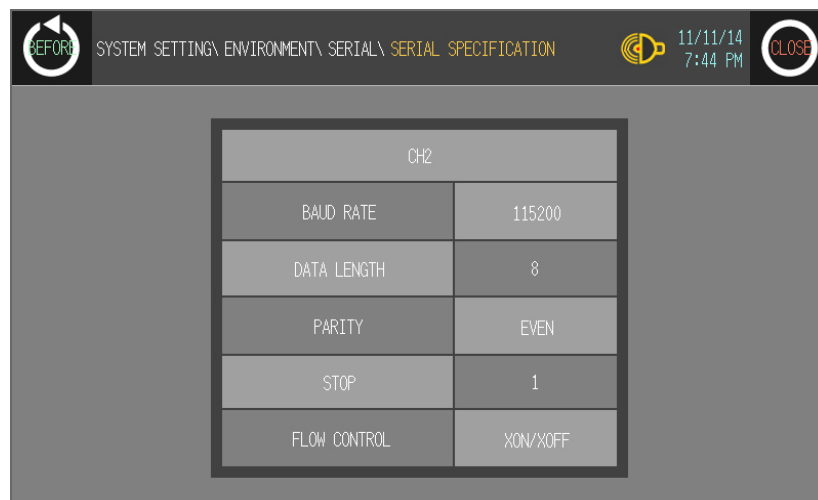 BEFORE
SYSTEM SETTING\ ENVIRONMENT\ SERIAL\ SERIAL SPECIFICATION
11/11/14
7:44 PM
CLOSE
CH2
BAUD RATE 115200
DATA LENGTH 8
PARITY EVEN
STOP 1
FLOW CONTROL XON/XOFF